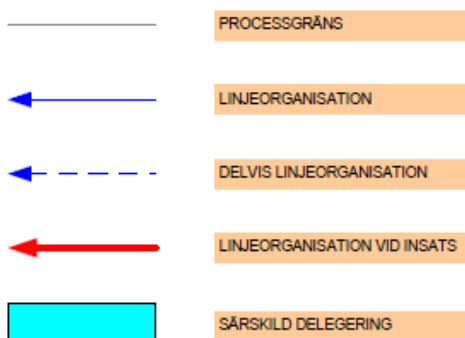 PROCESSGRÄNS
LINJEORGANISATION
DELVIS LINJEORGANISATION
LINJEORGANISATION VID INSATS
SÄRSKILD DELEGERING